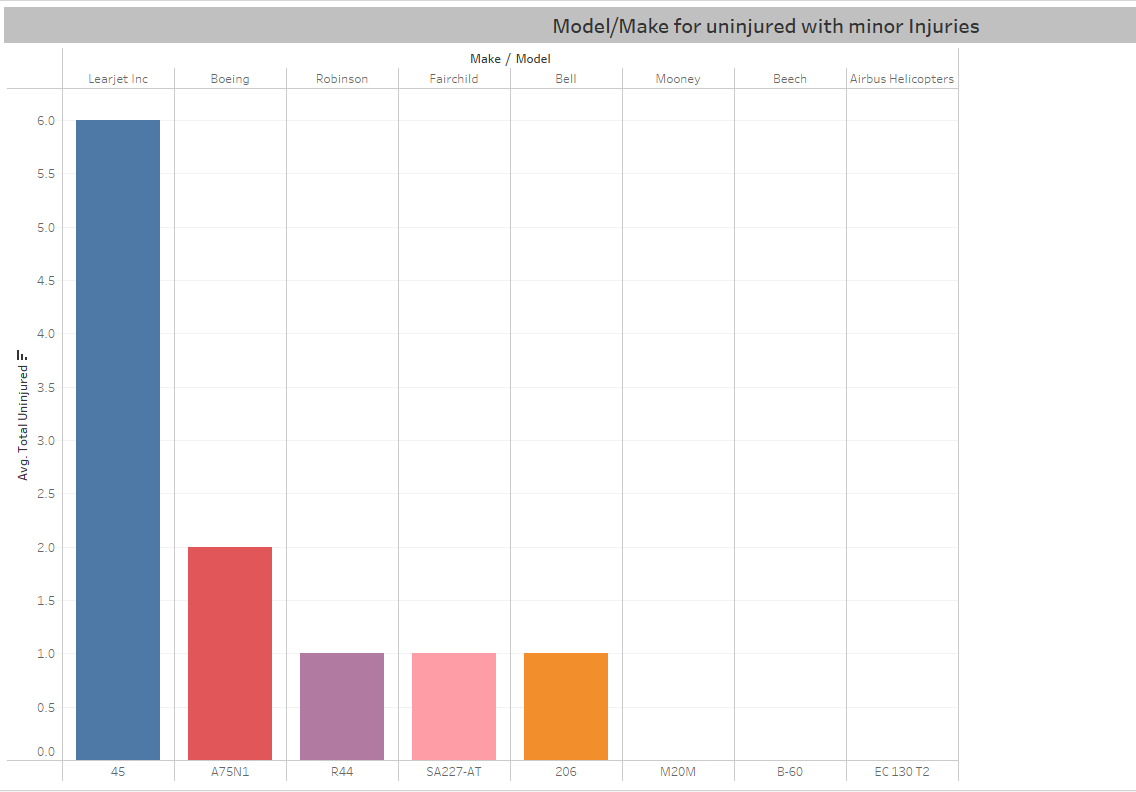 Model/Make for uninjured with minor Injuries
Make / Model
Learjet Inc Boeing Robinson Fairchild Bell Mooney Beech Airbus Helicopters
6.0
5.5
5.0
4.5
4.0
3.5
3.0
2.5
2.0
1.5
1.0
0.5
0.0
Avg. Total Uninjured
45 A75N1 R44 SA227-AT 206 M20M B-60 EC 130 T2